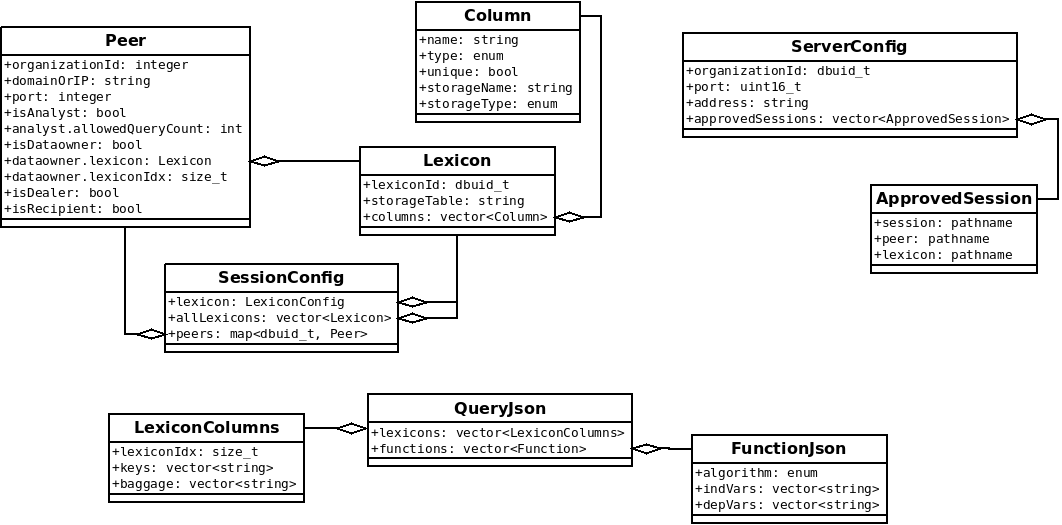 Peer
+organizationId: integer
+domainOrIP: string
+port: integer
+isAnalyst: bool
+analyst.allowedQueryCount: int
+isDataowner: bool
+dataowner.lexicon: Lexicon
+dataowner.lexiconIdx: size_t
+isDealer: bool
+isRecipient: bool
Column
+name: string
+type: enum
+unique: bool
+storageName: string
+storageType: enum
ServerConfig
+organizationId: dbuid_t
+port: uint16_t
+address: string
+approvedSessions: vector<ApprovedSession>
Lexicon
+lexiconId: dbuid_t
+storageTable: string
+columns: vector<Column>
ApprovedSession
+session: pathname
+peer: pathname
+lexicon: pathname
SessionConfig
+lexicon: LexiconConfig
+allLexicons: vector<Lexicon>
+peers: map<dbuid_t, Peer>
LexiconColumns
+lexiconIdx: size_t
+keys: vector<string>
+baggage: vector<string>
QueryJson
+lexicons: vector<LexiconColumns>
+functions: vector<Function>
FunctionJson
+algorithm: enum
+indVars: vector<string>
+depVars: vector<string>